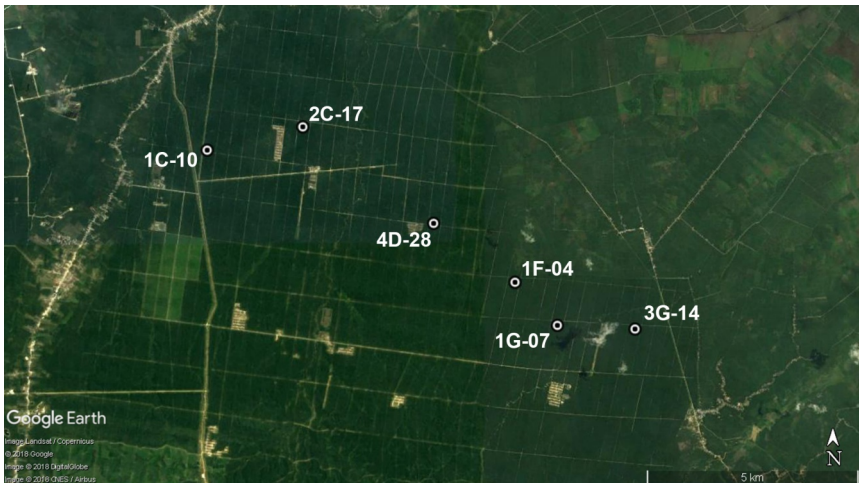 2C-17
1C-10
4D-28
1F-04
1G-07
3G-14
Google Earth
Image Landsat / Copernicus
© 2018 Google
Image © 2018 DigitalGlobe
Image © 2018 CNES / Airbus
N
5 km